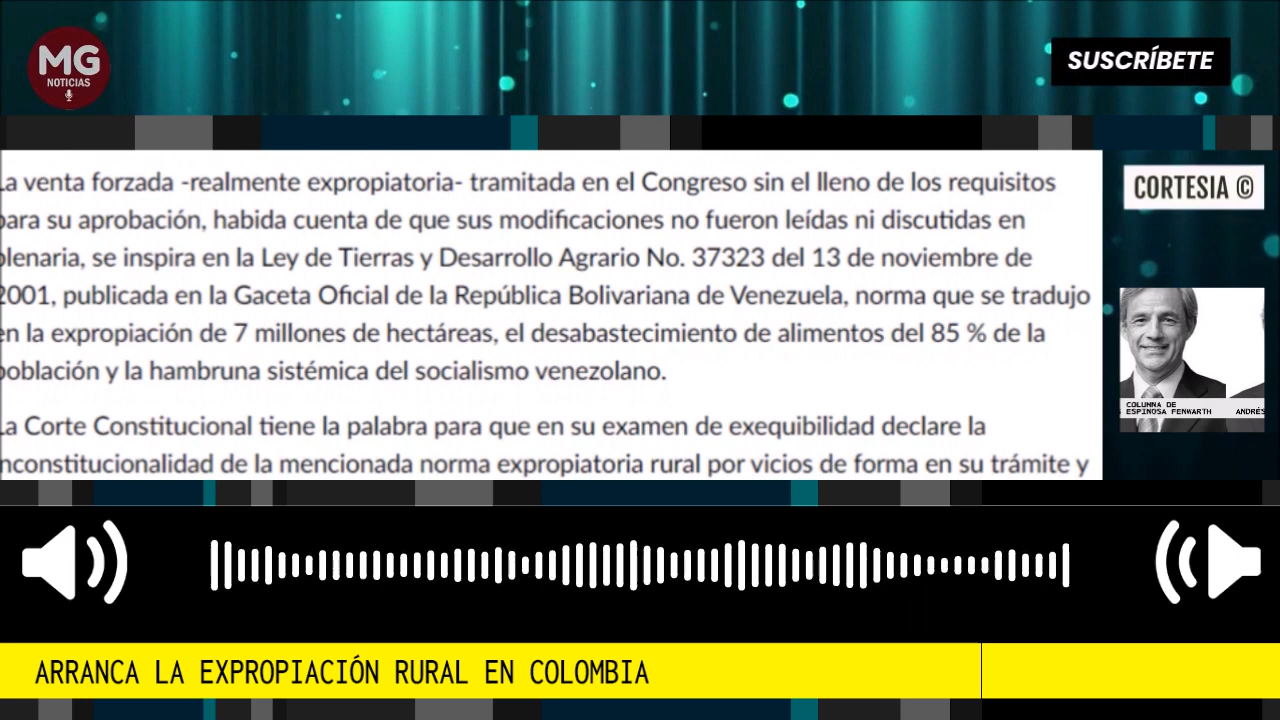 MG
NOTICIAS
SUSCRÍBETE
La venta forzada -realmente expropiatoria- tramitada en el Congreso sin el lleno de los requisitos
para su aprobación, habida cuenta de que sus modificaciones no fueron leídas ni discutidas en
plenaria, se inspira en la Ley de Tierras y Desarrollo Agrario No. 37323 del 13 de noviembre de
2001, publicada en la Gaceta Oficial de la República Bolivariana de Venezuela, norma que se tradujo
en la expropiación de 7 millones de hectáreas, el desabastecimiento de alimentos del 85 % de la
población y la hambruna sistémica del socialismo venezolano.
La Corte Constitucional tiene la palabra para que en su examen de exequibilidad declare la
inconstitucionalidad de la mencionada norma expropiatoria rural por vicios de forma en su trámite y
CORTESIA ©
COLUMNA DE
S ESPINOSA FENWARTH ANDRÉS
ARRANCA LA EXPROPIACIÓN RURAL EN COLOMBIA